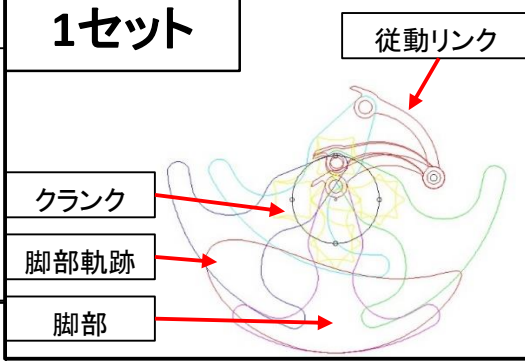 1セット
従動リンク
クランク
脚部軌跡
脚部